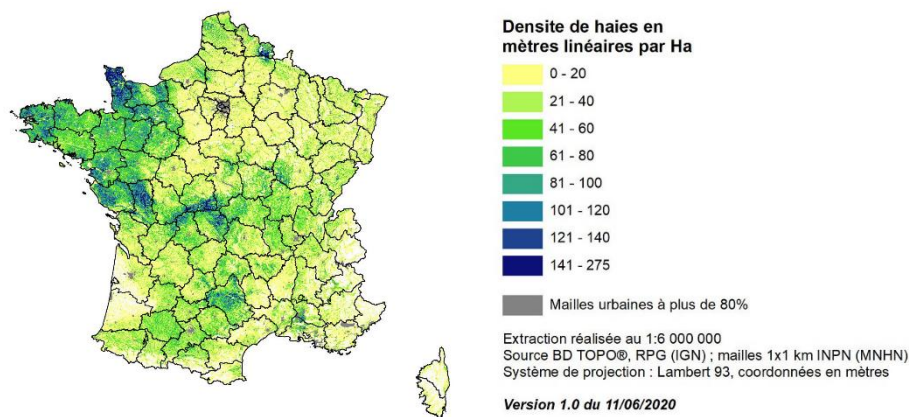 Densite de haies en
mètres linéaires par Ha
0 - 20
21 - 40
41 - 60
61 - 80
81 - 100
101 - 120
121 - 140
141 - 275
Mailles urbaines à plus de 80%
Extraction réalisée au 1:6 000 000
Source BD TOPO®, RPG (IGN) ; mailles 1x1 km INPN (MNHN)
Système de projection : Lambert 93, coordonnées en mètres
Version 1.0 du 11/06/2020